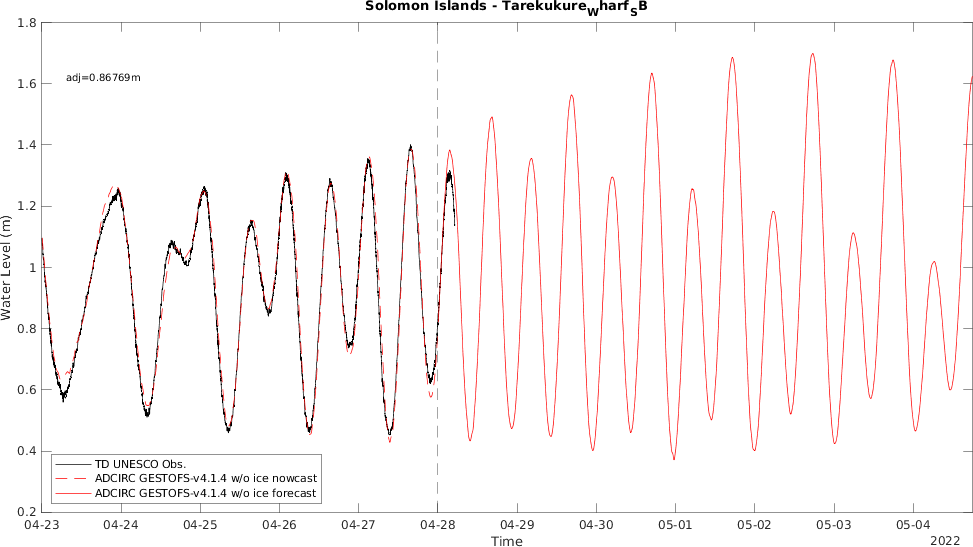 Solomon Islands - TarekukureWharfSB
adj=0.86769m
Water Level (m)
1.8
1.6
1.4
1.2
1
0.8
0.6
0.4
0.2
TD UNESCO Obs.
ADCIRC GESTOFS-v4.1.4 w/o ice nowcast
ADCIRC GESTOFS-v4.1.4 w/o ice forecast
04-23 04-24 04-25 04-26 04-27 04-28 04-29 04-30 05-01 05-02 05-03 05-04
Time
2022